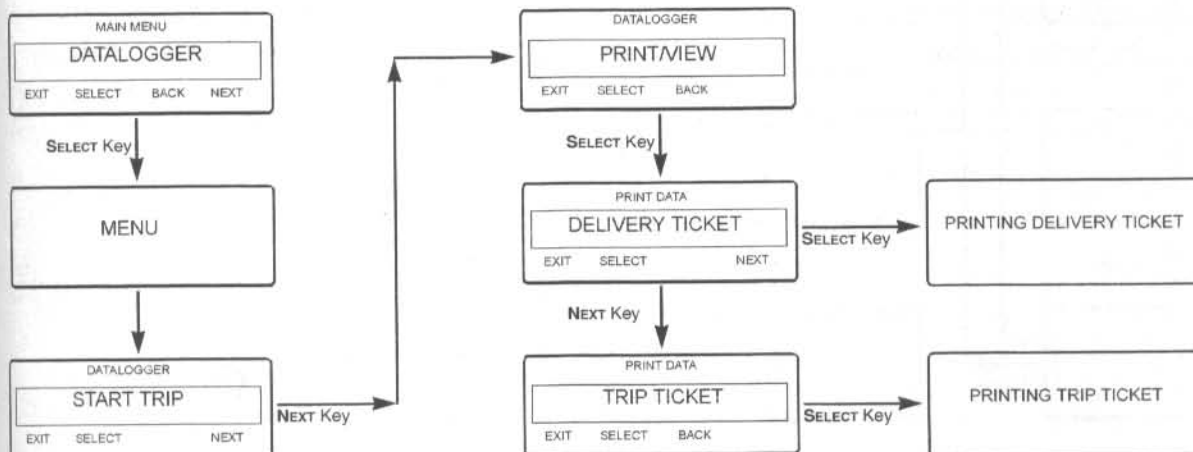 MAIN MENU
DATALOGGER
EXIT SELECT BACK NEXT
SELECT Key
MENU
DATALOGGER
START TRIP
EXIT SELECT NEXT
NEXT Key
DATALOGGER
PRINT/VIEW
EXIT SELECT BACK
SELECT Key
PRINT DATA
DELIVERY TICKET
EXIT SELECT NEXT
SELECT Key
PRINTING DELIVERY TICKET
NEXT Key
PRINT DATA
TRIP TICKET
EXIT SELECT BACK
SELECT Key
PRINTING TRIP TICKET